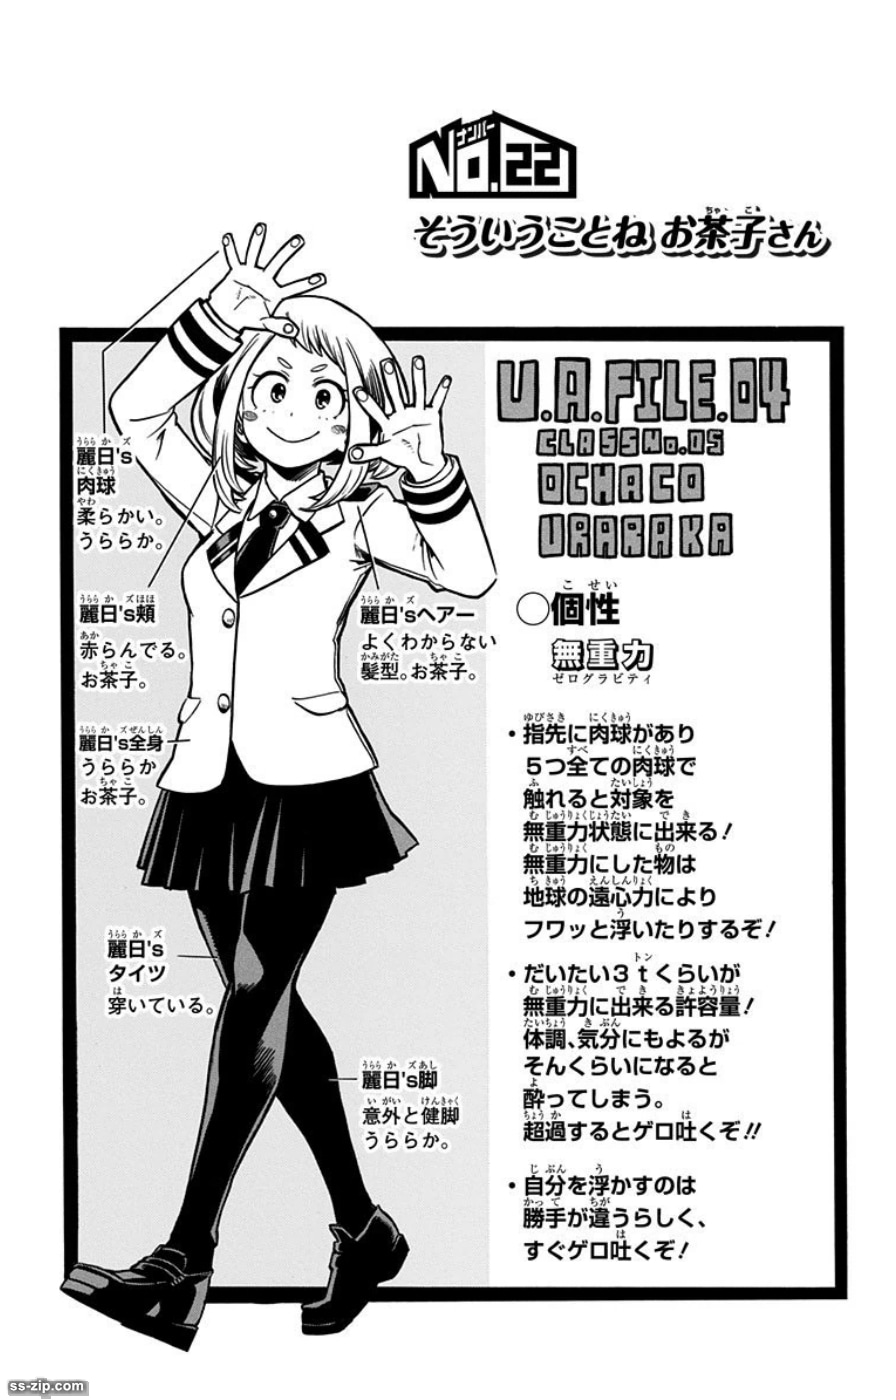 No.22
ナンバー
そういうことね お茶子さん
ちゃ こ
U.A.FILE.04
CLASS No.05
OCHACO
URARAKA
○個性
こせい
無重力
ゼログラビティ
・指先に肉球があり
５つ全ての肉球で
触れると対象を
無重力状態に出来る！
無重力にした物は
地球の遠心力により
フワッと浮いたりするぞ！
・だいたい３ｔくらいが
無重力に出来る許容量！
体調、気分にもよるが
そんくらいになると
酔ってしまう。
超過するとゲロ吐くぞ!!
・自分を浮かすのは
勝手が違うらしく、
すぐゲロ吐くぞ！
麗日's
肉球
柔らかい。
うららか。
麗日's頬
赤らんでる。
お茶子。
麗日'sヘアー
よくわからない
髪型。お茶子。
麗日's全身
うららか
お茶子。
麗日's
タイツ
穿いている。
麗日's脚
意外と健脚
うららか。
ss-zip.com